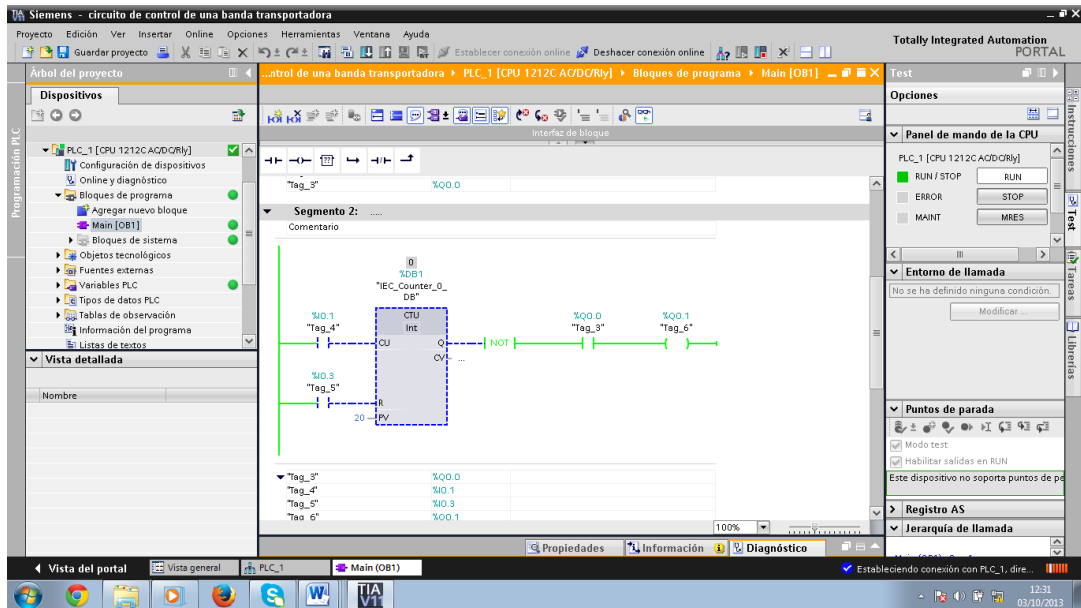 Siemens - circuito de control de una banda transportadora
Proyecto Edición Ver Insertar Online Opciones Herramientas Ventana Ayuda
Guardar proyecto
Establecer conexión online
Deshacer conexión online
Totally Integrated Automation
PORTAL
Árbol del proyecto
...ntrol de una banda transportadora PLC_1 [CPU 1212C AC/DC/Rly] Bloques de programa Main [OB1]
Test
Dispositivos
Opciones
Programación PLC
Interfaz de bloque
PLC_1 [CPU 1212C AC/DC/Rly]
Configuración de dispositivos
Online y diagnóstico
Bloques de programa
Agregar nuevo bloque
Main [OB1]
Bloques de sistema
Objetos tecnológicos
Fuentes externas
Variables PLC
Tipos de datos PLC
Tablas de observación
Información del programa
Listas de textos
Vista detallada
Nombre
"Tag_3" %Q0.0
Segmento 2: .....
Comentario
0
%DB1
"IEC_Counter_0_
DB"
CTU
Int
%I0.1
"Tag_4"
CU
Q
NOT
%Q0.0
"Tag_3"
%Q0.1
"Tag_6"
CV
...
%I0.3
"Tag_5"
R
20
PV
"Tag_3" %Q0.0
"Tag_4" %I0.1
"Tag_5" %I0.3
"Tag_6" %Q0.1
100%
Propiedades
Información
Diagnóstico
Panel de mando de la CPU
PLC_1 [CPU 1212C AC/DC/Rly]
RUN / STOP
RUN
ERROR
STOP
MAINT
MRES
Entorno de llamada
No se ha definido ninguna condición.
Modificar...
Puntos de parada
Modo test
Habilitar salidas en RUN
Este dispositivo no soporta puntos de pa
Registro AS
Jerarquía de llamada
Instrucciones
Test
Tareas
Librerías
Vista del portal
Vista general
PLC_1
Main (OB1)
Estableciendo conexión con PLC_1, dire...
TIA
V11
12:31
03/10/2013